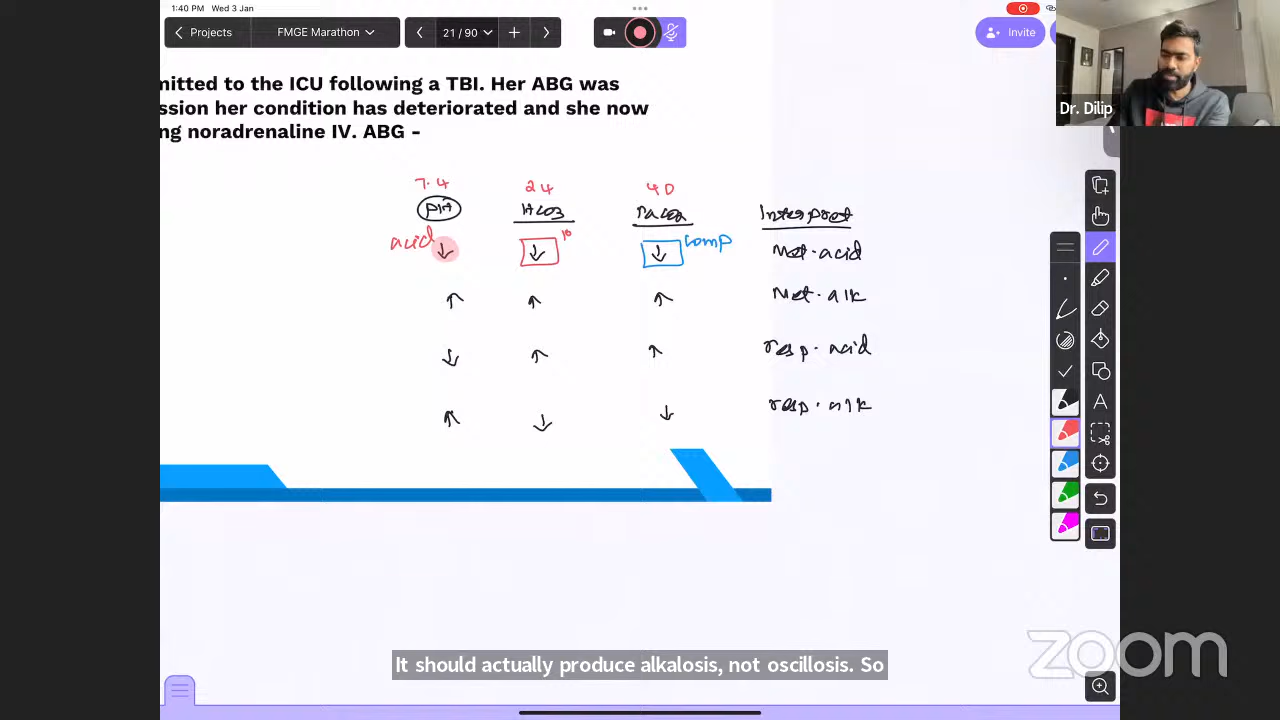 1:40 PM Wed 3 Jan
Projects
FMGE Marathon
21 / 90
Invite
Dr. Dilip
mitted to the ICU following a TBI. Her ABG was
ssion her condition has deteriorated and she now
ng noradrenaline IV. ABG -
7.4 24 40
PH HCO3 PaCO2 Interpret
acid ↓ ↓ 10 ↓ comp Met. acid
↑ ↑ ↑ Met. alk
↓ ↑ ↑ resp. acid
↑ ↓ ↓ resp. alk
It should actually produce alkalosis, not oscillosis. So
zoom
A